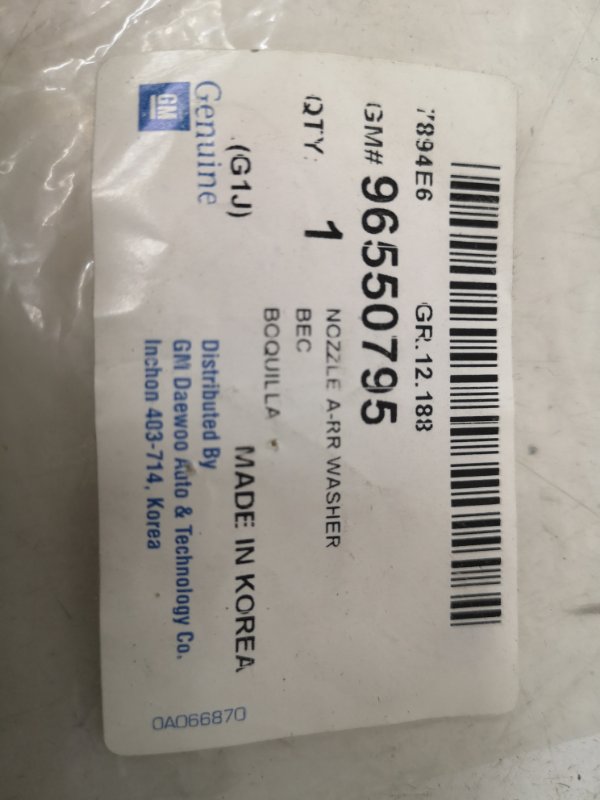 7894E6 GR.12.188
GM# 96550795
NOZZLE A-RR WASHER
QTY: 1 BEC
BOQUILLA
(G1J) MADE IN KOREA
GM Genuine
Distributed By
GM Daewoo Auto & Technology Co.
Inchon 403-714, Korea
0A066870